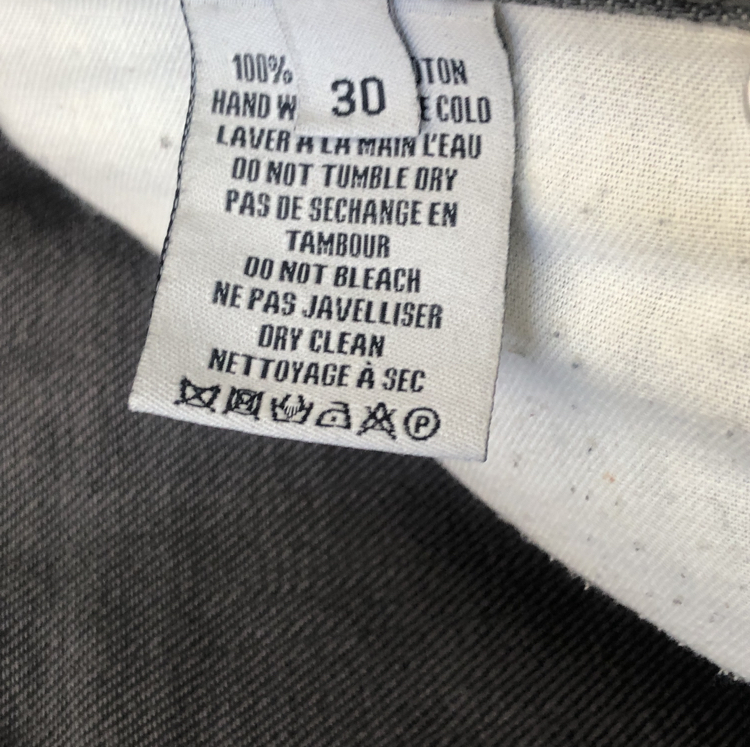 100% TON
30
HAND W E COLD
LAVER A LA MAIN L'EAU
DO NOT TUMBLE DRY
PAS DE SECHANGE EN
TAMBOUR
DO NOT BLEACH
NE PAS JAVELLISER
DRY CLEAN
NETTOYAGE À SEC
P